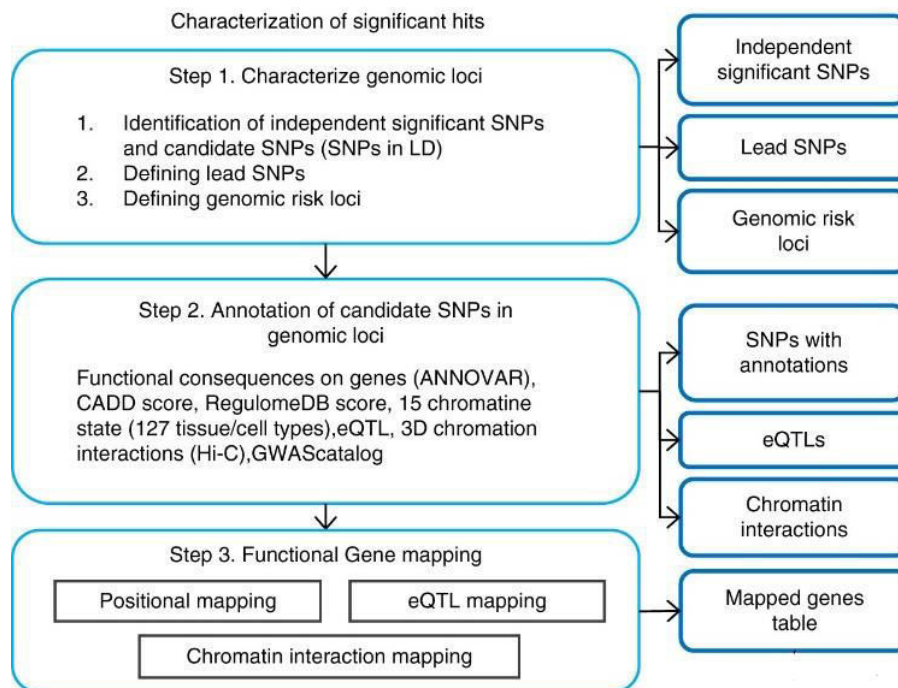 Characterization of significant hits
Step 1. Characterize genomic loci
1. Identification of independent significant SNPs
and candidate SNPs (SNPs in LD)
2. Defining lead SNPs
3. Defining genomic risk loci
Independent
significant SNPs
Lead SNPs
Genomic risk
loci
Step 2. Annotation of candidate SNPs in
genomic loci
Functional consequences on genes (ANNOVAR),
CADD score, RegulomeDB score, 15 chromatine
state (127 tissue/cell types),eQTL, 3D chromation
interactions (Hi-C),GWAScatalog
SNPs with
annotations
eQTLs
Chromatin
interactions
Step 3. Functional Gene mapping
Positional mapping
eQTL mapping
Chromatin interaction mapping
Mapped genes
table